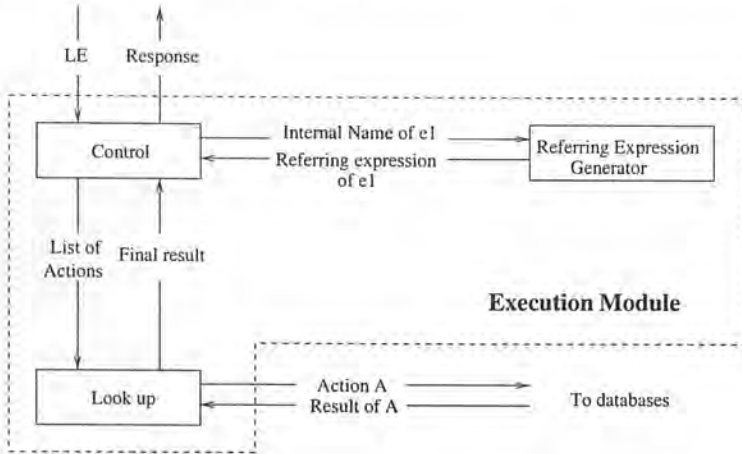 LE
Response
Control
Internal Name of e1
Referring expression
of e1
Referring Expression
Generator
List of
Actions
Final result
Execution Module
Look up
Action A
Result of A
To databases